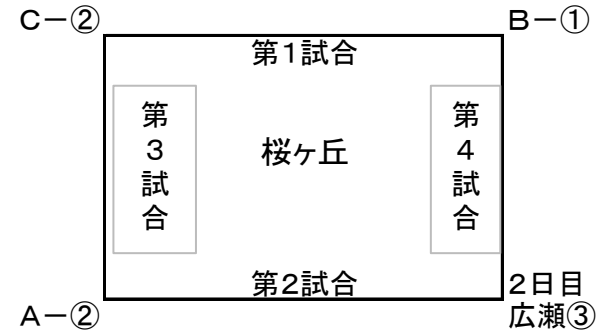 C－② B－①
第1試合
第3試合
桜ヶ丘
第4試合
第2試合
2日目
A－② 広瀬③